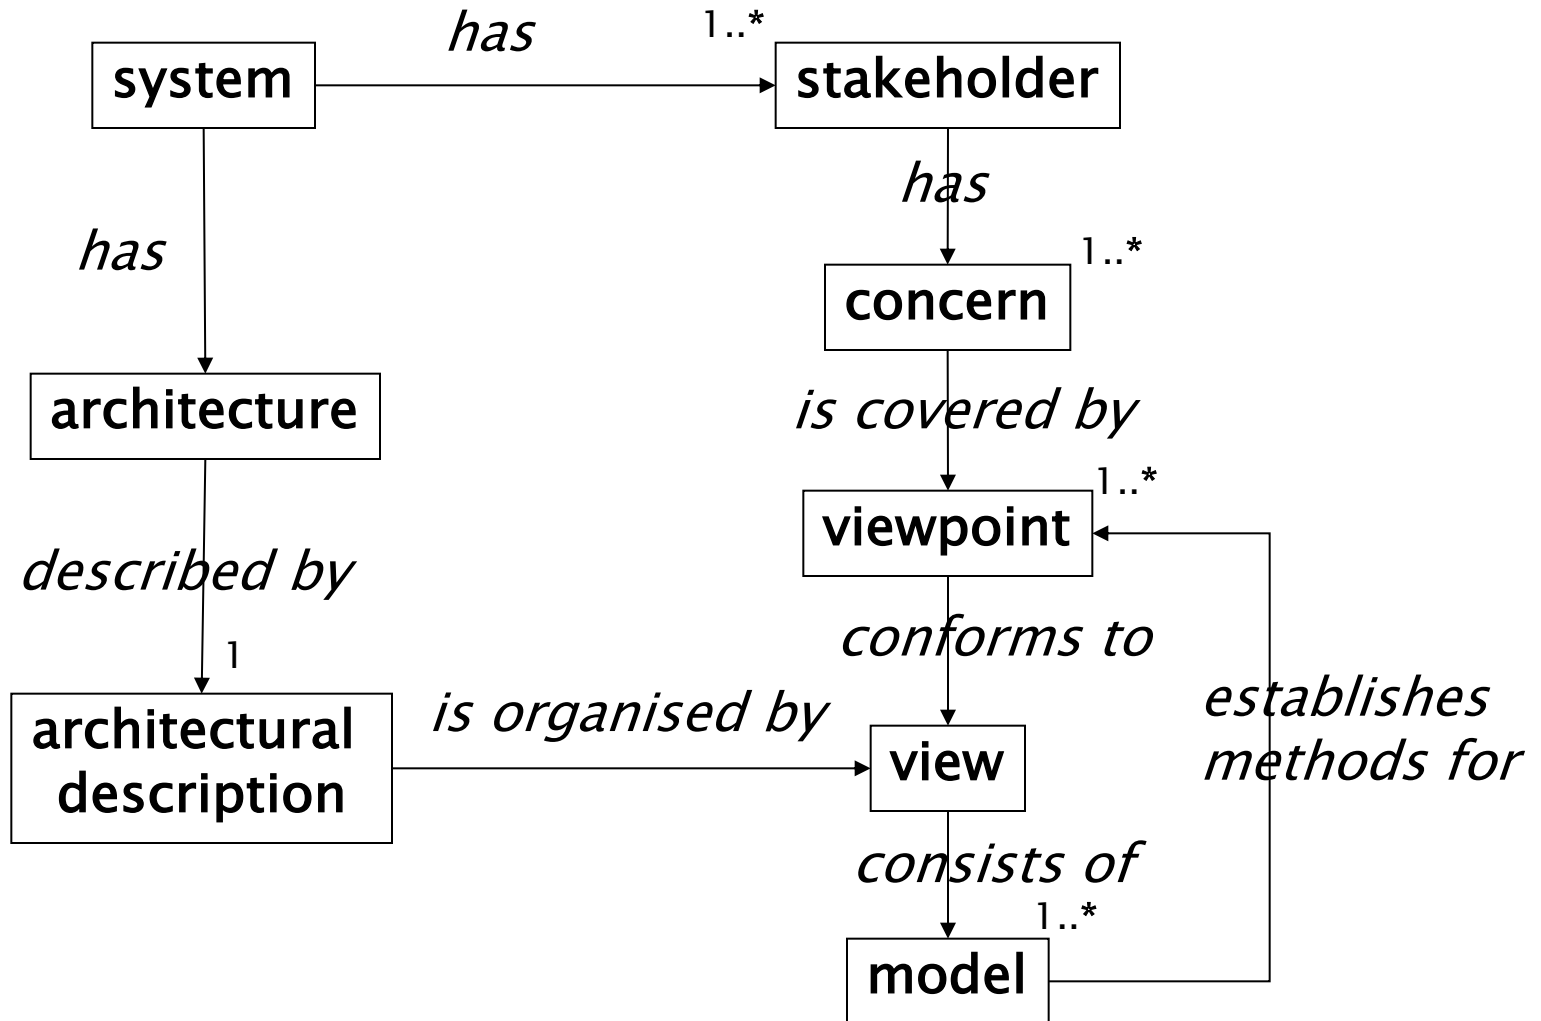 has
1..*
system
stakeholder
has
has
1..*
concern
architecture
is covered by
1..*
viewpoint
described by
conforms to
1
establishes
methods for
architectural
description
is organised by
view
consists of
1..*
model